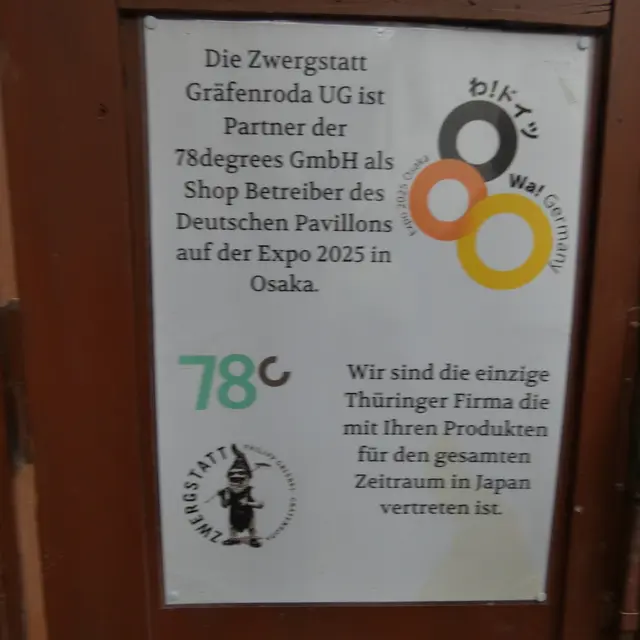 Die Zwergstatt
Gräfenroda UG ist
Partner der
78degrees GmbH als
Shop Betreiber des
Deutschen Pavillons
auf der Expo 2025 in
Osaka.
わ!ドイツ
Wa! Germany
Expo 2025 Osaka
78c
ZWERGSTATT
Wir sind die einzige
Thüringer Firma die
mit Ihren Produkten
für den gesamten
Zeitraum in Japan
vertreten ist.